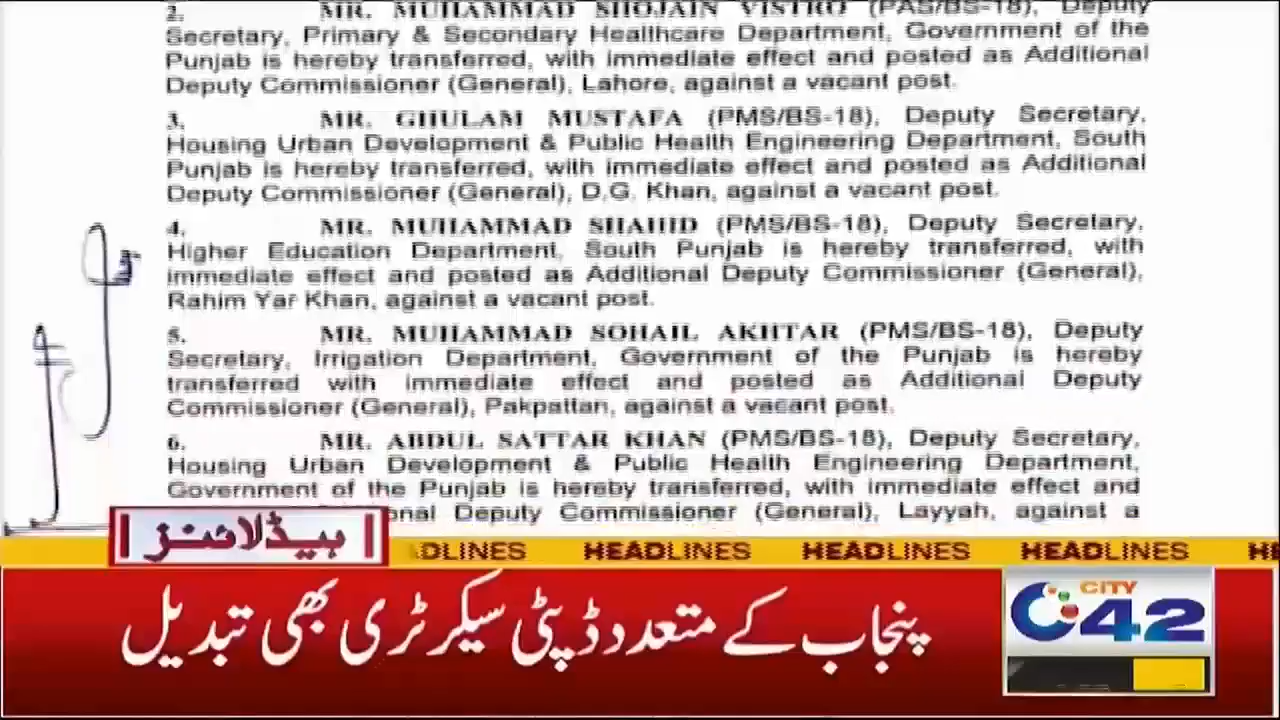 2. MR. MUHAMMAD SHOJAIN VISTRO (PAS/BS-18), Deputy
Secretary, Primary & Secondary Healthcare Department, Government of the
Punjab is hereby transferred, with immediate effect and posted as Additional
Deputy Commissioner (General), Lahore, against a vacant post.
3. MR. GHULAM MUSTAFA (PMS/BS-18), Deputy Secretary,
Housing Urban Development & Public Health Engineering Department, South
Punjab is hereby transferred, with immediate effect and posted as Additional
Deputy Commissioner (General), D.G. Khan, against a vacant post.
4. MR. MUHAMMAD SHAHID (PMS/BS-18), Deputy Secretary,
Higher Education Department, South Punjab is hereby transferred, with
immediate effect and posted as Additional Deputy Commissioner (General),
Rahim Yar Khan, against a vacant post.
5. MR. MUHAMMAD SOHAIL AKHTAR (PMS/BS-18), Deputy
Secretary, Irrigation Department, Government of the Punjab is hereby
transferred with immediate effect and posted as Additional Deputy
Commissioner (General), Pakpattan, against a vacant post.
6. MR. ABDUL SATTAR KHAN (PMS/BS-18), Deputy Secretary,
Housing Urban Development & Public Health Engineering Department,
Government of the Punjab is hereby transferred, with immediate effect and
nal Deputy Commissioner (General), Layyah, against a
ہیڈلائنز
DLINES HEADLINES HEADLINES HEADLINES H
پنجاب کے متعدد ڈپٹی سیکرٹری بھی تبدیل
CITY
42